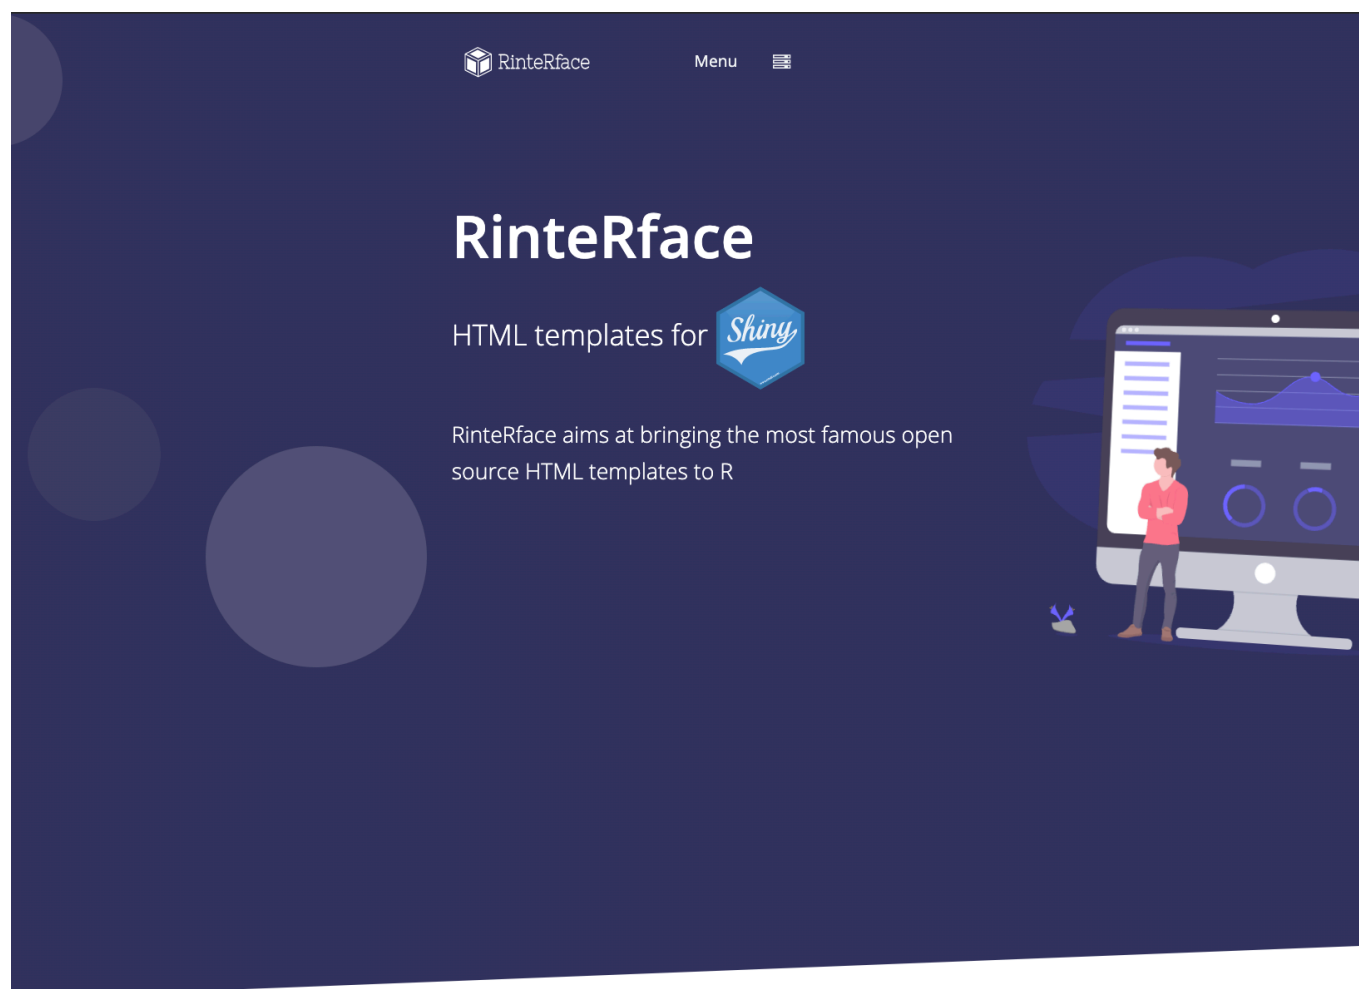 RinteRface
Menu
RinteRface
HTML templates for
Shiny
RinteRface aims at bringing the most famous open
source HTML templates to R